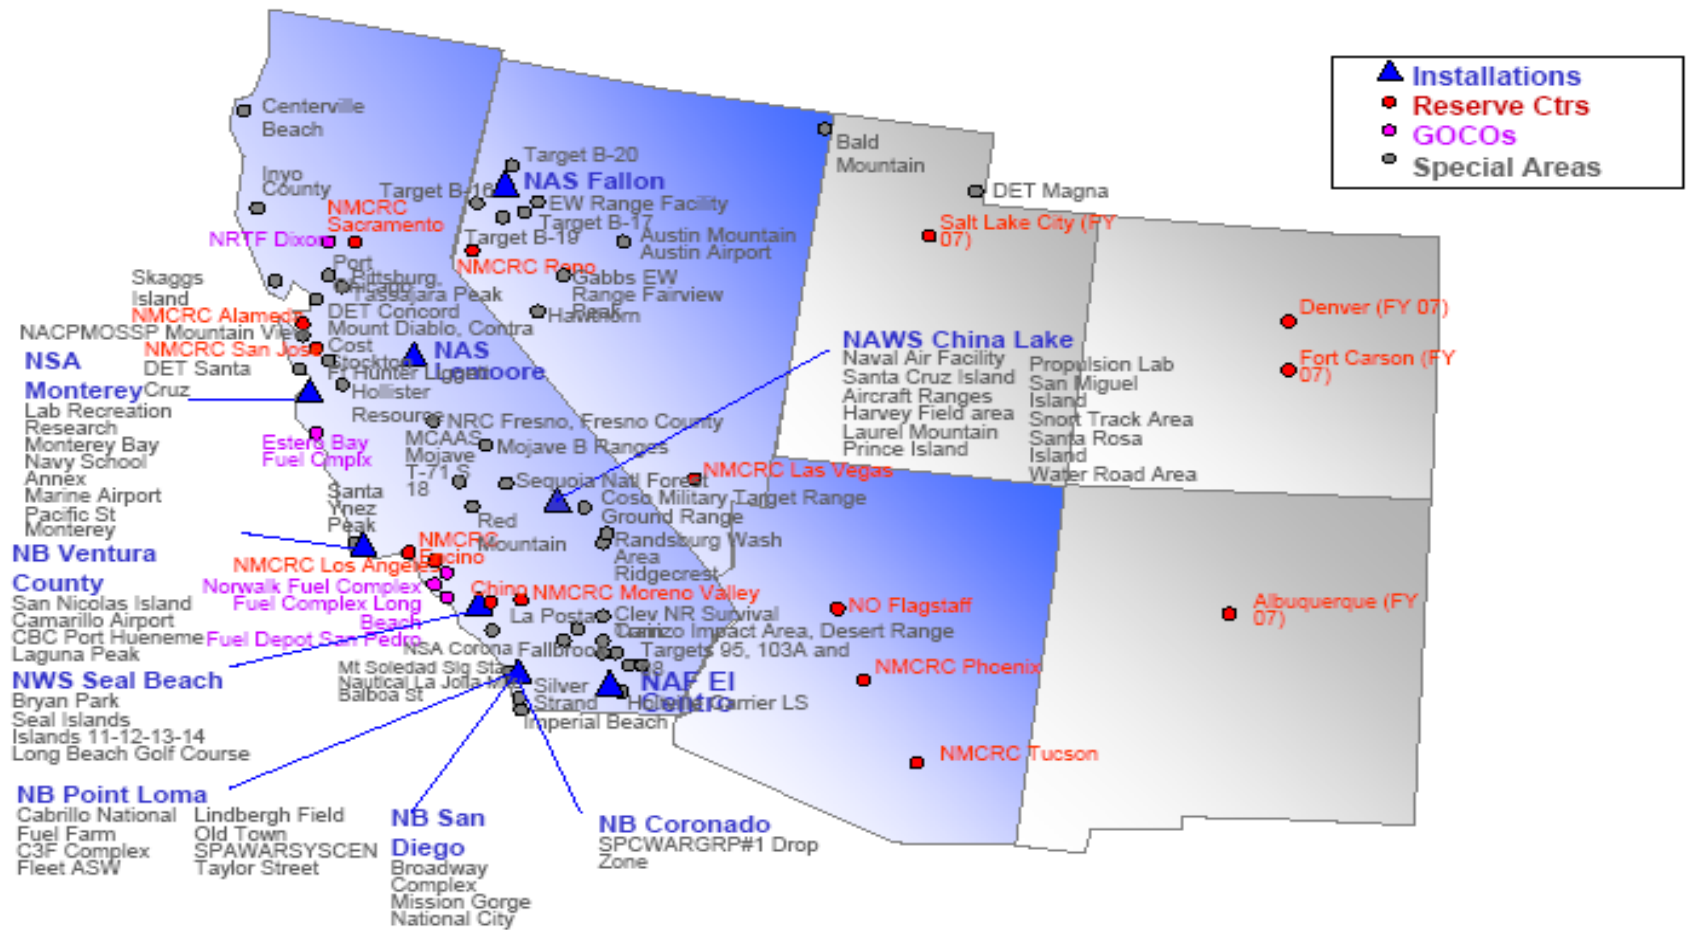 Installations
Reserve Ctrs
GOCOs
Special Areas
Centerville
Beach
Inyo
County
NMCRC
Sacramento
NRTF Dixon
Target B-20
Target B-16
NAS Fallon
EW Range Facility
Target B-17
Target B-19
NMCRC Reno
Austin Mountain
Austin Airport
Gabbs EW
Range Fairview
Peak
Hawthorn
Bald
Mountain
DET Magna
Salt Lake City (FY
07)
Denver (FY 07)
Fort Carson (FY
07)
Albuquerque (FY
07)
Skaggs
Island
Port
Chicago
Pittsburg,
Tassajara Peak
DET Concord
Mount Diablo, Contra
Cost
Stockton
Ft Hunter Liggett
Hollister
Resource
NMCRC Alameda
NACPMOSSP Mountain View
NMCRC San Jose
DET Santa
Cruz
NSA
Monterey
Lab Recreation
Research
Monterey Bay
Navy School
Annex
Marine Airport
Pacific St
Monterey
NAS
Lemoore
NRC Fresno, Fresno County
MCAAS
Mojave
T-71 S
18
Mojave B Ranges
Estero Bay
Fuel Cmplx
Santa
Ynez
Peak
Sequoia Natl Forest
Coso Military Target Range
Ground Range
Red
Mountain
Randsburg Wash
Area
Ridgecrest
NAWS China Lake
Naval Air Facility
Santa Cruz Island
Aircraft Ranges
Harvey Field area
Laurel Mountain
Prince Island
Propulsion Lab
San Miguel
Island
Snort Track Area
Santa Rosa
Island
Water Road Area
NMCRC Las Vegas
NB Ventura
County
San Nicolas Island
Camarillo Airport
CBC Port Hueneme
Laguna Peak
NMCRC
Encino
NMCRC Los Angeles
Norwalk Fuel Complex
Fuel Complex Long
Beach
Fuel Depot San Pedro
Chino
NMCRC Moreno Valley
La Posta
Clev NR Survival
Carrizo Impact Area, Desert Range
Targets 95, 103A and
NSA Corona
Fallbrook
Mt Soledad Sig Sta
Nautical La Jolla
Balboa St
Silver
Strand
Imperial Beach
NAF El
Centro
Holtville Carrier LS
NO Flagstaff
NMCRC Phoenix
NMCRC Tucson
NWS Seal Beach
Bryan Park
Seal Islands
Islands 11-12-13-14
Long Beach Golf Course
NB Point Loma
Cabrillo National
Fuel Farm
C3F Complex
Fleet ASW
Lindbergh Field
Old Town
SPAWARSYSCEN
Taylor Street
NB San
Diego
Broadway
Complex
Mission Gorge
National City
NB Coronado
SPCWARGRP#1 Drop
Zone